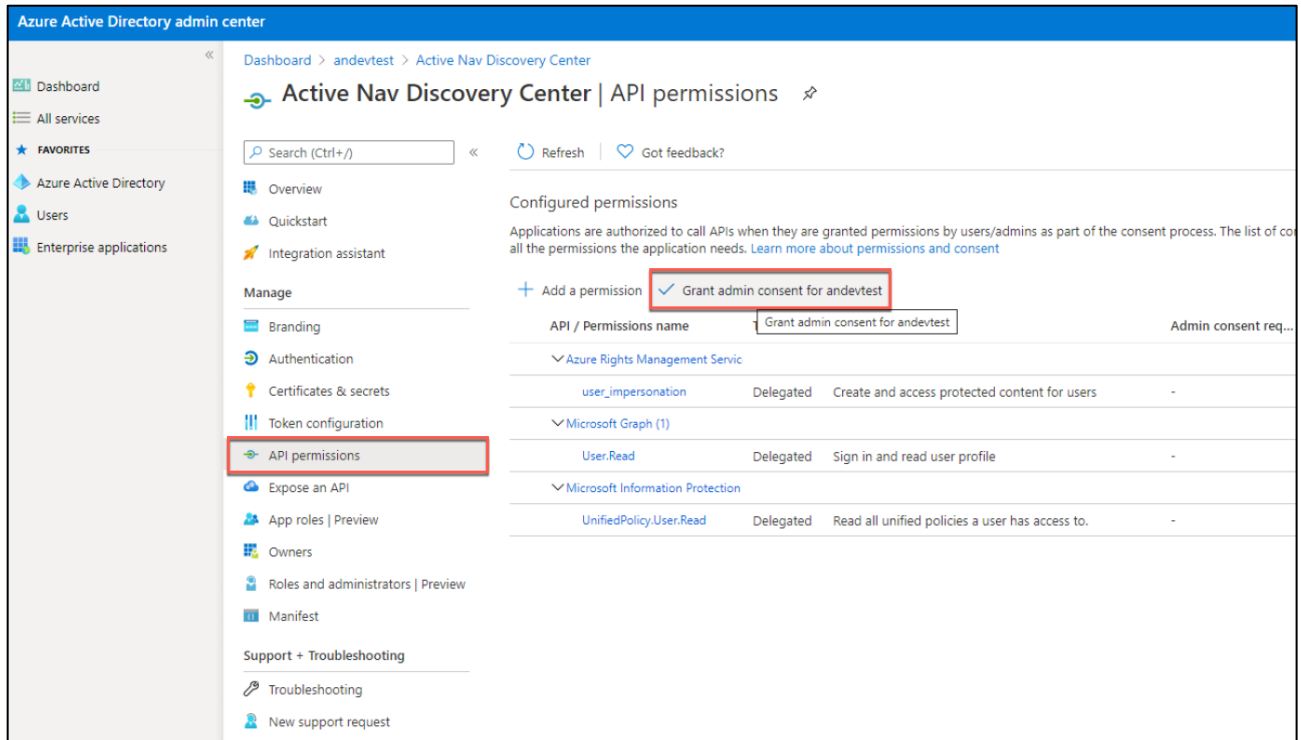 Azure Active Directory admin center
«
Dashboard
All services
FAVORITES
Azure Active Directory
Users
Enterprise applications
Dashboard > andevtest > Active Nav Discovery Center
Active Nav Discovery Center | API permissions
Search (Ctrl+/)
«
Overview
Quickstart
Integration assistant
Manage
Branding
Authentication
Certificates & secrets
Token configuration
API permissions
Expose an API
App roles | Preview
Owners
Roles and administrators | Preview
Manifest
Support + Troubleshooting
Troubleshooting
New support request
Refresh Got feedback?
Configured permissions
Applications are authorized to call APIs when they are granted permissions by users/admins as part of the consent process. The list of
all the permissions the application needs. Learn more about permissions and consent
Add a permission Grant admin consent for andevtest
Grant admin consent for andevtest
API / Permissions name Admin consent req...
Azure Rights Management Servic
user_impersonation Delegated Create and access protected content for users -
Microsoft Graph (1)
User.Read Delegated Sign in and read user profile -
Microsoft Information Protection
UnifiedPolicy.User.Read Delegated Read all unified policies a user has access to. -